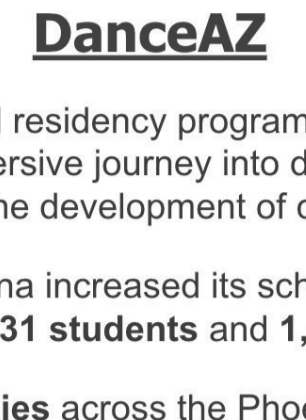 DanceAZ
residency program
ersive journey into
he development of
na increased its sch
31 students and 1,
ies across the Phoe